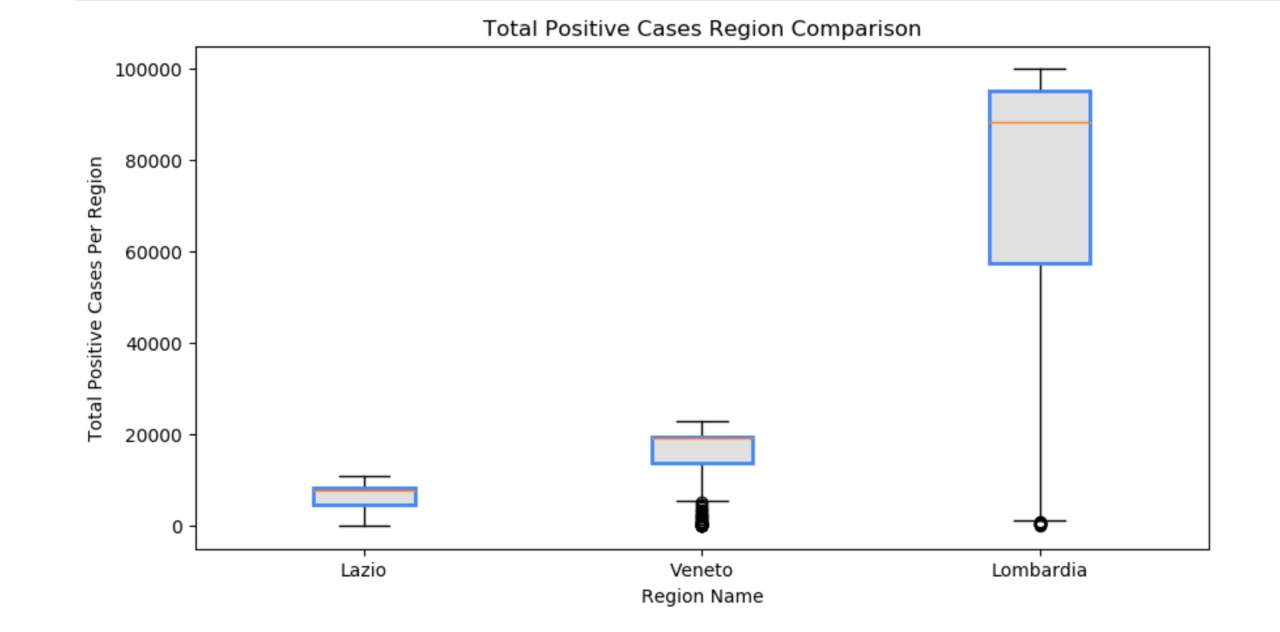 Total Positive Cases Region Comparison
Total Positive Cases Per Region
100000
80000
60000
40000
20000
0
Lazio Veneto Lombardia
Region Name